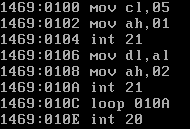 1469:0100 mov cl,05
1469:0102 mov ah,01
1469:0104 int 21
1469:0106 mov dl,al
1469:0108 mov ah,02
1469:010A int 21
1469:010C loop 010A
1469:010E int 20